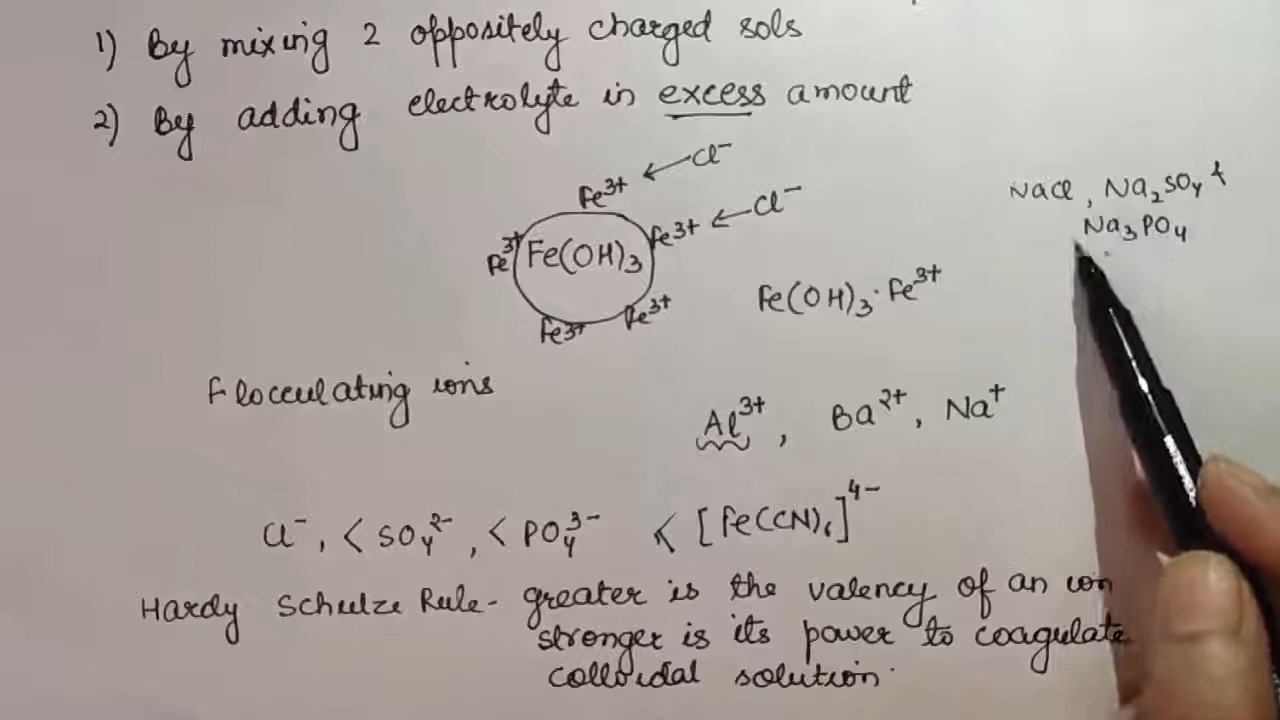 1) By mixing 2 oppositely charged sols
2) By adding electrolyte in excess amount
Cl⁻
Fe³⁺
Cl⁻
Fe³⁺
Fe³⁺
Fe(OH)₃
Fe³⁺
Fe³⁺
NaCl, Na₂SO₄ &
Na₃PO₄
Fe(OH)₃·Fe³⁺
Flocculating ions
Al³⁺, Ba²⁺, Na⁺
Cl⁻, < SO₄²⁻, < PO₄³⁻ < [Fe(CN)₆]⁴⁻
Hardy Schulze Rule- greater is the valency of an ion
stronger is its power to coagulate
colloidal solution.